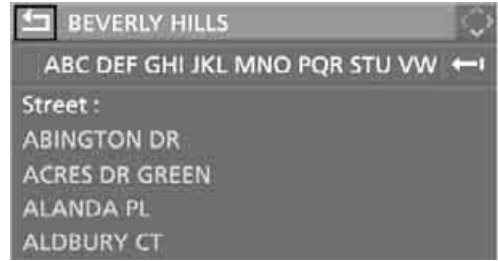 BEVERLY HILLS
ABC DEF GHI JKL MNO PQR STU VW
Street :
ABINGTON DR
ACRES DR GREEN
ALANDA PL
ALDBURY CT